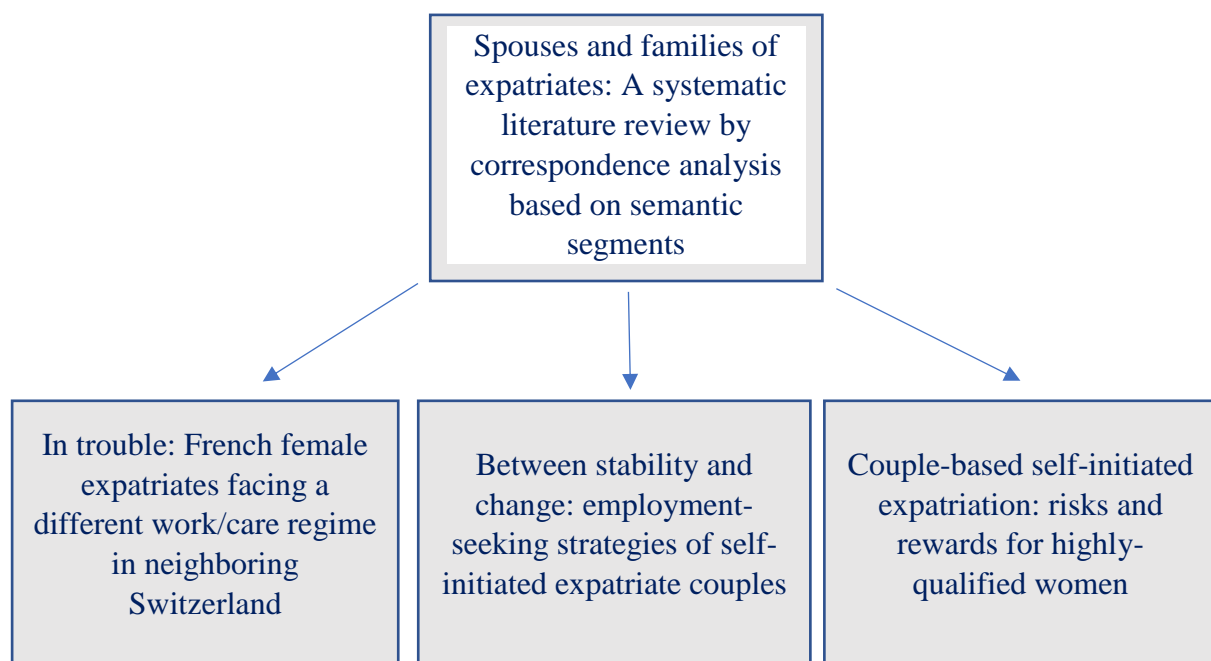 Spouses and families of
expatriates: A systematic
literature review by
correspondence analysis
based on semantic
segments
In trouble: French female
expatriates facing a
different work/care regime
in neighboring
Switzerland
Between stability and
change: employment-
seeking strategies of self-
initiated expatriate couples
Couple-based self-initiated
expatriation: risks and
rewards for highly-
qualified women